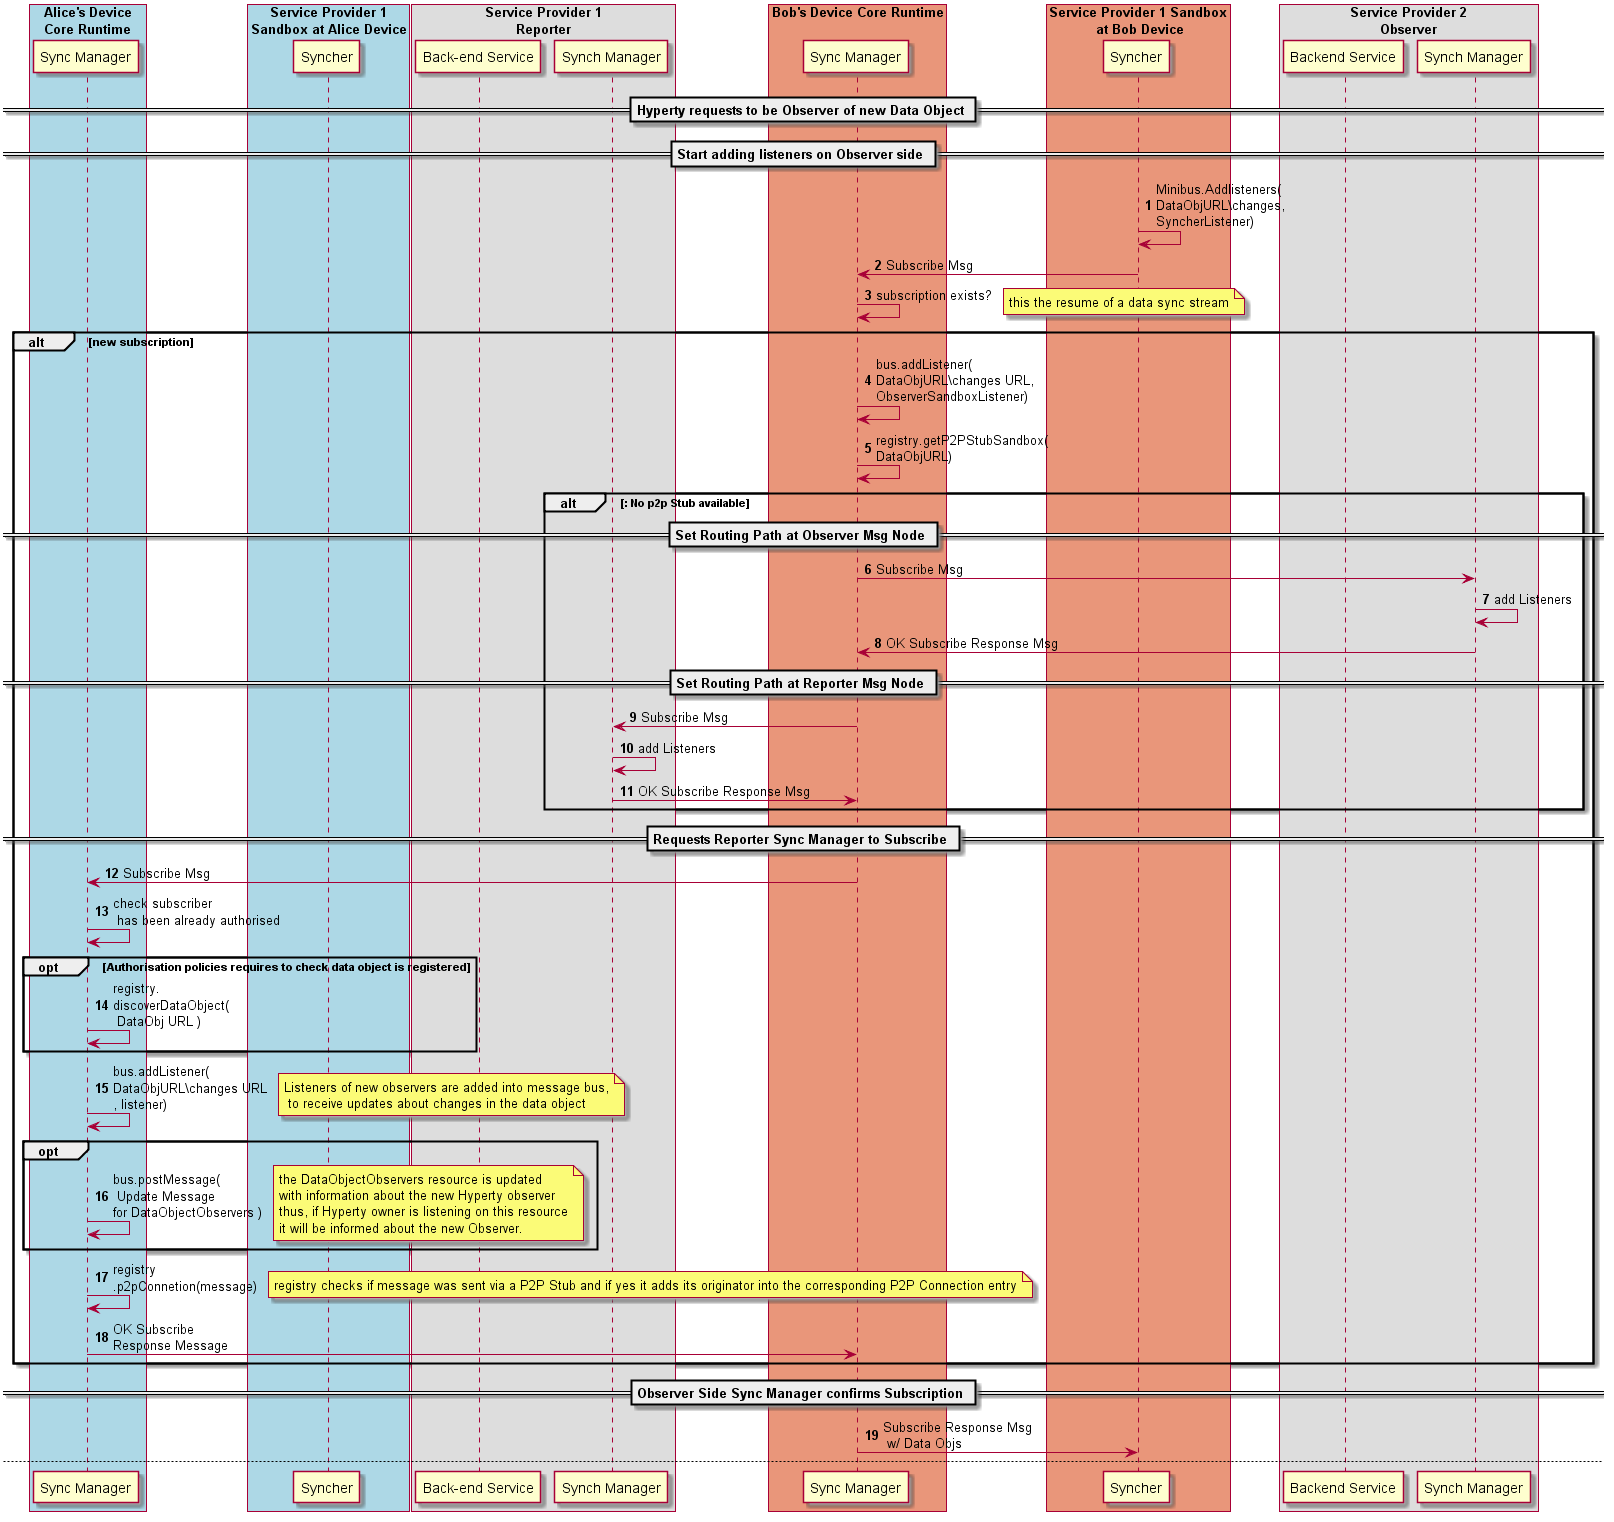 Alice's Device
Core Runtime
Service Provider 1
Sandbox at Alice Device
Service Provider 1
Reporter
Bob's Device Core Runtime
Service Provider 1 Sandbox
at Bob Device
Service Provider 2
Observer
Sync Manager
Syncher
Back-end Service
Synch Manager
Sync Manager
Syncher
Backend Service
Synch Manager
Hyperty requests to be Observer of new Data Object
Start adding listeners on Observer side
Minibus.Addlisteners(
1 DataObjURL\changes,
SyncherListener)
2 Subscribe Msg
3 subscription exists?
this the resume of a data sync stream
alt [new subscription]
bus.addListener(
4 DataObjURL\changes URL,
ObserverSandboxListener)
registry.getP2PStubSandbox(
5 DataObjURL)
alt [: No p2p Stub available]
Set Routing Path at Observer Msg Node
6 Subscribe Msg
7 add Listeners
8 OK Subscribe Response Msg
Set Routing Path at Reporter Msg Node
9 Subscribe Msg
10 add Listeners
11 OK Subscribe Response Msg
Requests Reporter Sync Manager to Subscribe
12 Subscribe Msg
check subscriber
13 has been already authorised
opt [Authorisation policies requires to check data object is registered]
registry.
14 discoverDataObject(
DataObj URL )
bus.addListener(
15 DataObjURL\changes URL
, listener)
Listeners of new observers are added into message bus,
to receive updates about changes in the data object
opt
bus.postMessage(
16 Update Message
for DataObjectObservers )
the DataObjectObservers resource is updated
with information about the new Hyperty observer
thus, if Hyperty owner is listening on this resource
it will be informed about the new Observer.
registry
17 .p2pConnetion(message)
registry checks if message was sent via a P2P Stub and if yes it adds its originator into the corresponding P2P Connection entry
OK Subscribe
18 Response Message
Observer Side Sync Manager confirms Subscription
Subscribe Response Msg
19 w/ Data Objs
Sync Manager
Syncher
Back-end Service
Synch Manager
Sync Manager
Syncher
Backend Service
Synch Manager